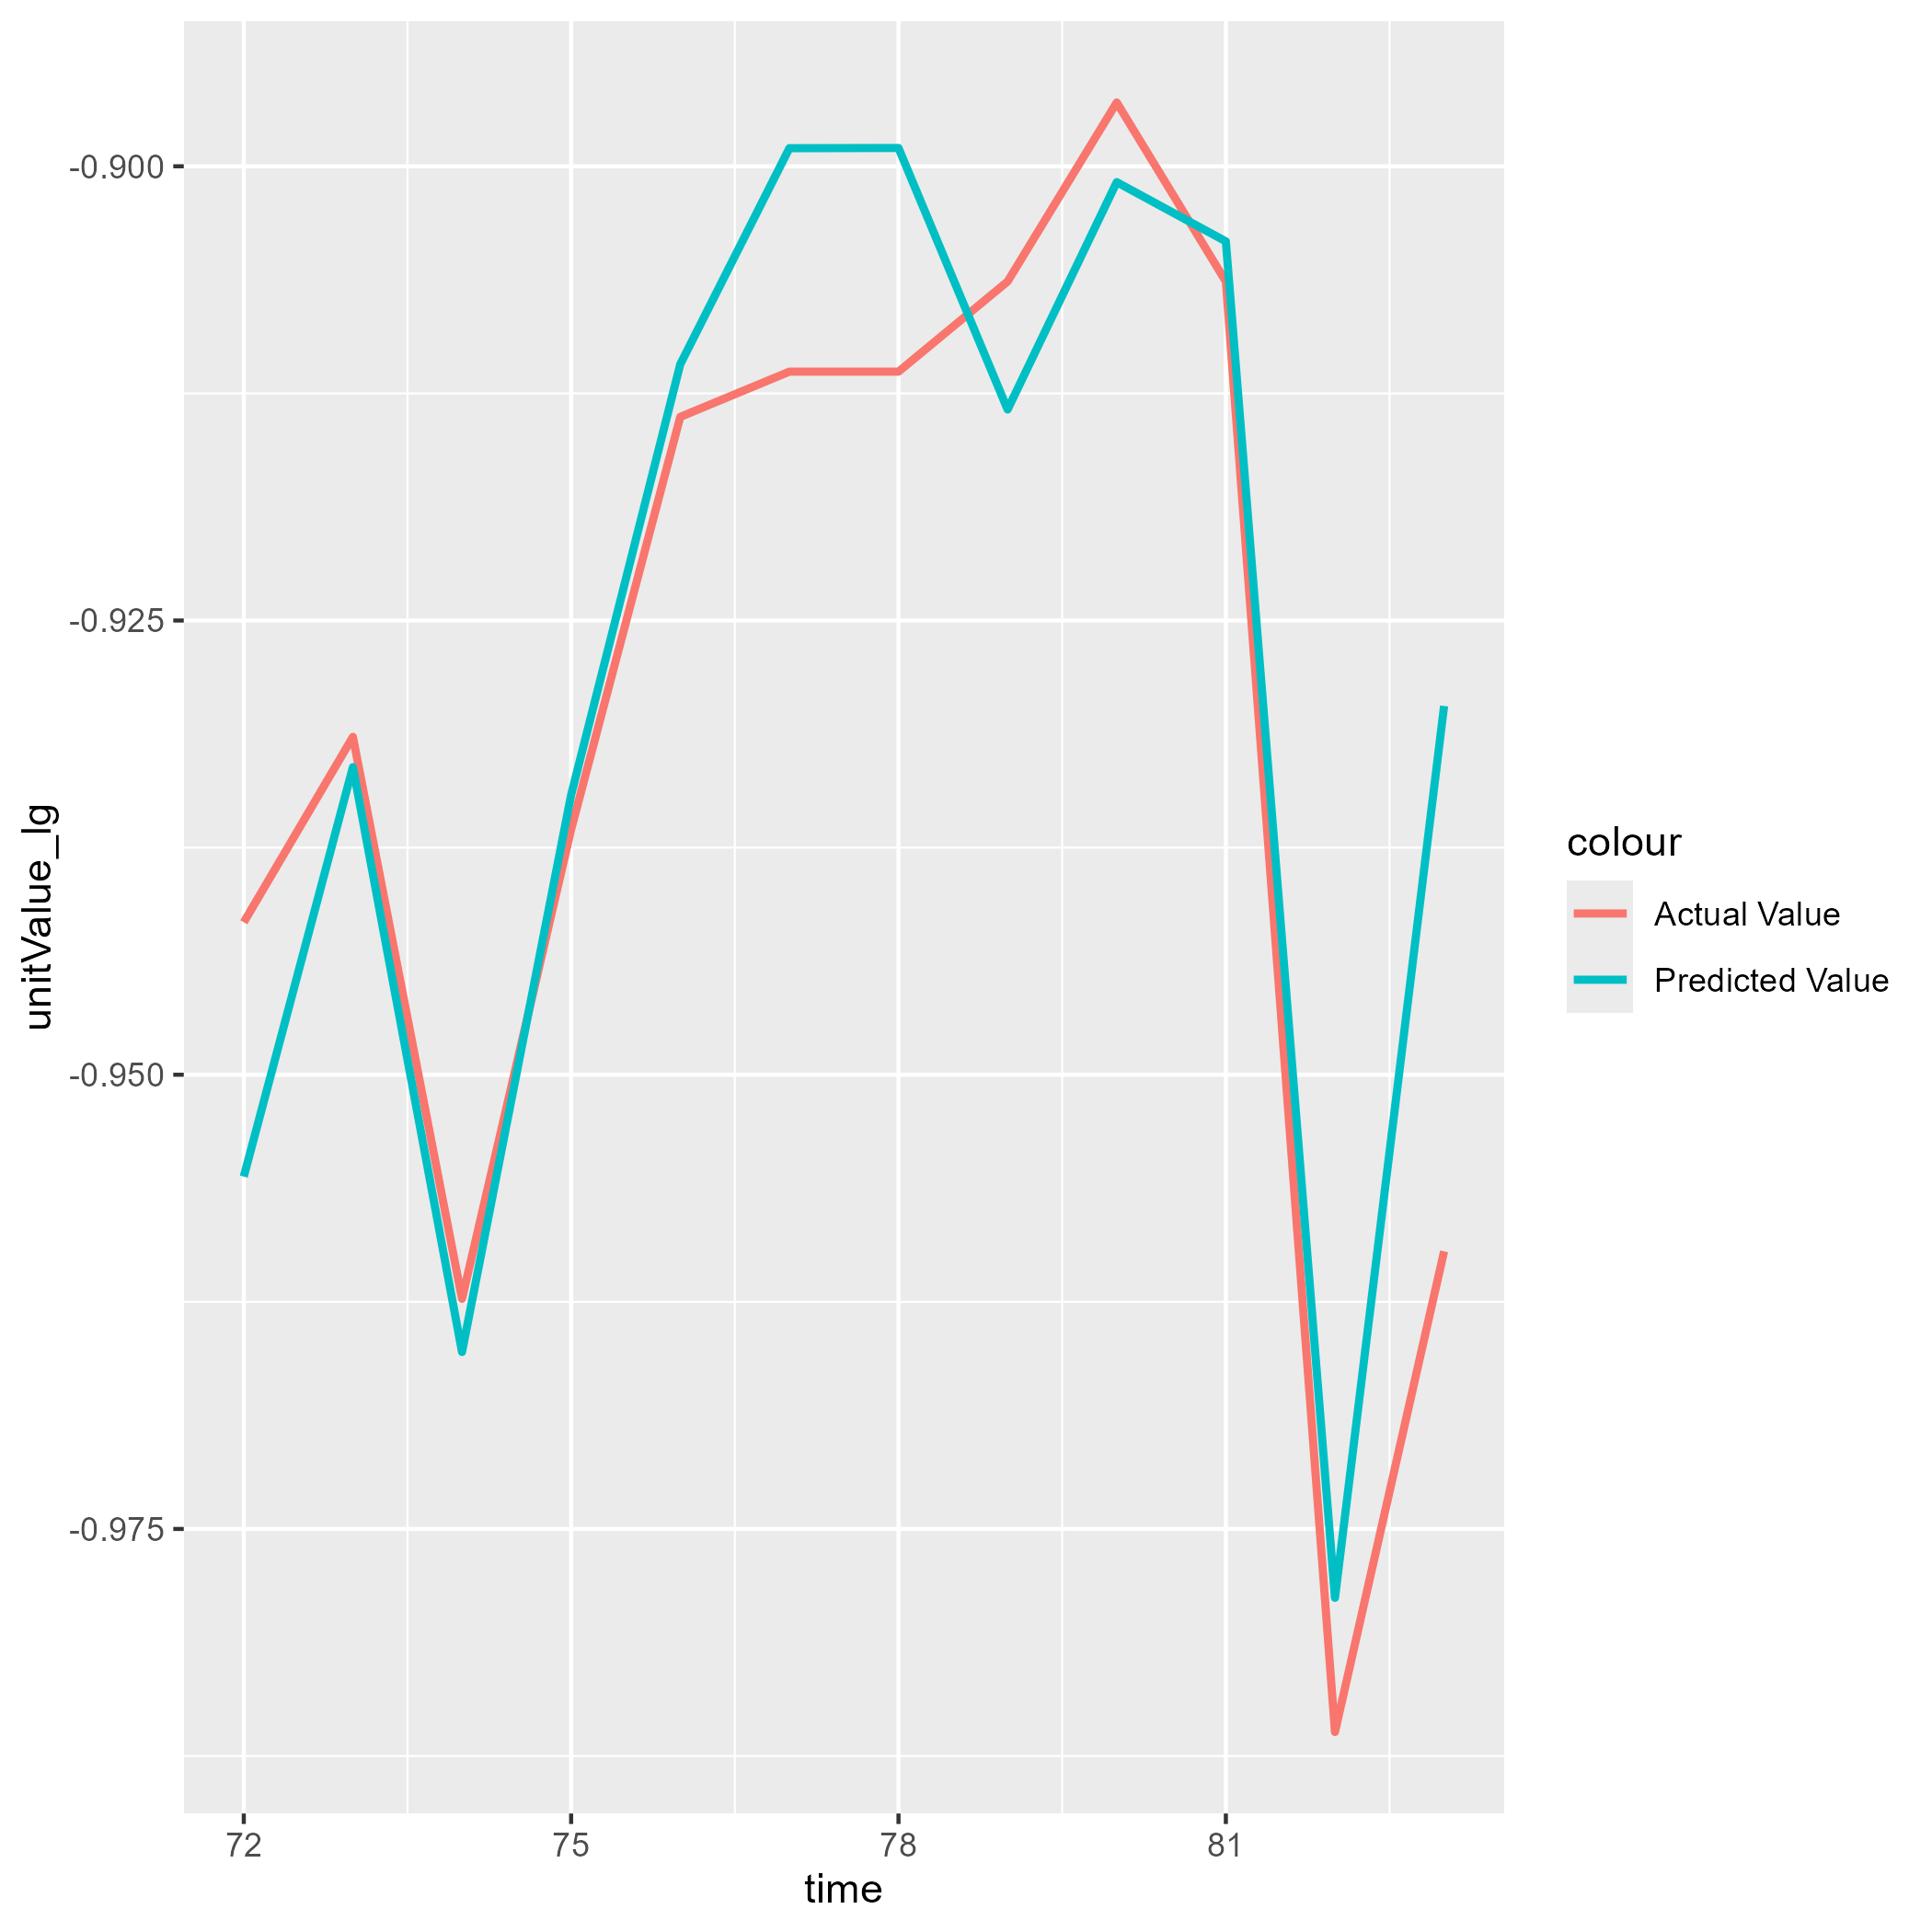 -0.900
-0.925
-0.950
-0.975
unitValue_lg
72
75
78
81
time
colour
Actual Value
Predicted Value